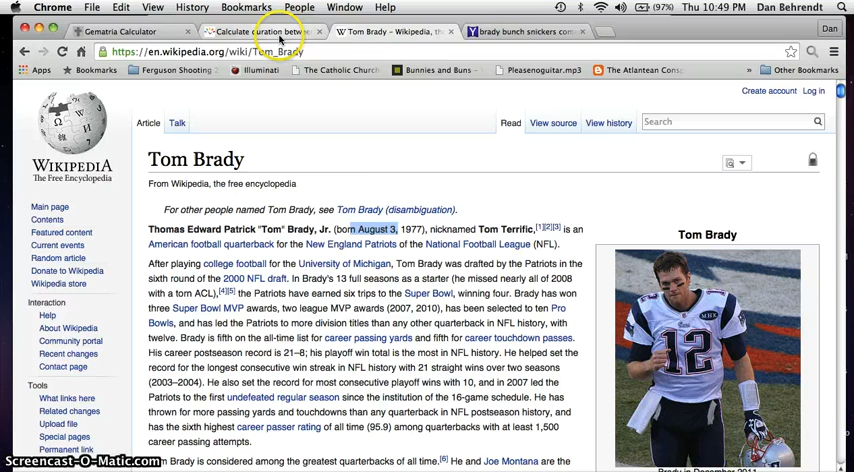 Chrome File Edit View History Bookmarks People Window Help (97%) Thu 10:49 PM Dan Behrendt
Gematria Calculator Calculate duration betwe Tom Brady – Wikipedia, the brady bunch snickers com Dan
https://en.wikipedia.org/wiki/Tom_Brady
Apps Bookmarks Ferguson Shooting Illuminati The Catholic Church Bunnies and Buns - Pleasenoguitar.mp3 The Atlantean Cons » Other Bookmarks
Create account Log in
Article Talk Read View source View history Search
WIKIPEDIA
The Free Encyclopedia
Main page
Contents
Featured content
Current events
Random article
Donate to Wikipedia
Wikipedia store
Interaction
Help
About Wikipedia
Community portal
Recent changes
Contact page
Tools
What links here
Related changes
Upload file
Special pages
Permanent link
Tom Brady
From Wikipedia, the free encyclopedia
For other people named Tom Brady, see Tom Brady (disambiguation).
Thomas Edward Patrick "Tom" Brady, Jr. (born August 3, 1977), nicknamed Tom Terrific,[1][2][3] is an
American football quarterback for the New England Patriots of the National Football League (NFL).
After playing college football for the University of Michigan, Tom Brady was drafted by the Patriots in the
sixth round of the 2000 NFL draft. In Brady's 13 full seasons as a starter (he missed nearly all of 2008
with a torn ACL),[4][5] the Patriots have earned six trips to the Super Bowl, winning four. Brady has won
three Super Bowl MVP awards, two league MVP awards (2007, 2010), has been selected to ten Pro
Bowls, and has led the Patriots to more division titles than any other quarterback in NFL history, with
twelve. Brady is fifth on the all-time list for career passing yards and fifth for career touchdown passes.
His career postseason record is 21–8; his playoff win total is the most in NFL history. He helped set the
record for the longest consecutive win streak in NFL history with 21 straight wins over two seasons
(2003–2004). He also set the record for most consecutive playoff wins with 10, and in 2007 led the
Patriots to the first undefeated regular season since the institution of the 16-game schedule. He has
thrown for more passing yards and touchdowns than any quarterback in NFL postseason history, and
has the sixth highest career passer rating of all time (95.9) among quarterbacks with at least 1,500
career passing attempts.
Tom Brady is considered among the greatest quarterbacks of all time.[6] He and Joe Montana are the
Tom Brady
MHK
12
Brady in December 2011
Screencast-O-Matic.com